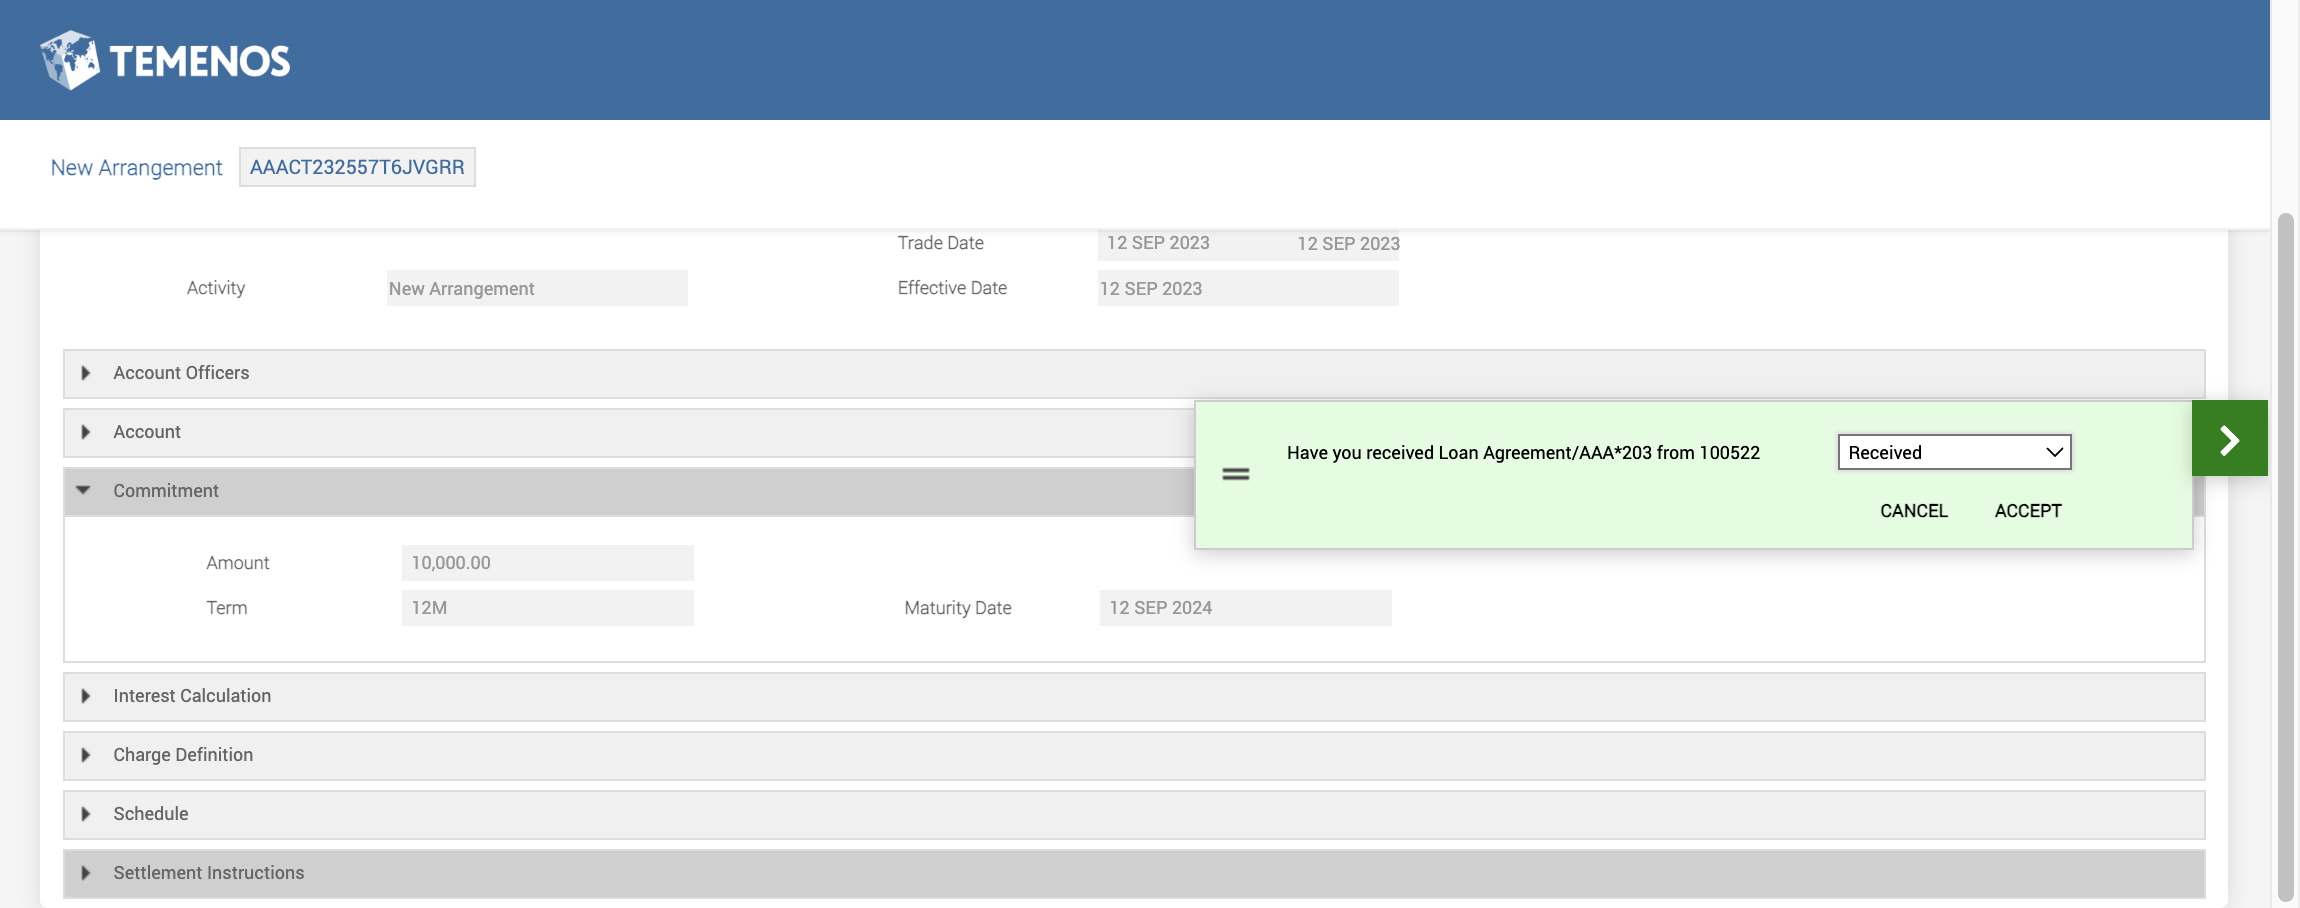 TEMENOS
New Arrangement AAACT232557T6JVGRR
Trade Date 12 SEP 2023 12 SEP 2023
Activity New Arrangement Effective Date 12 SEP 2023
Account Officers
Account
Have you received Loan Agreement/AAA*203 from 100522 Received
Commitment
CANCEL ACCEPT
Amount 10,000.00
Term 12M Maturity Date 12 SEP 2024
Interest Calculation
Charge Definition
Schedule
Settlement Instructions